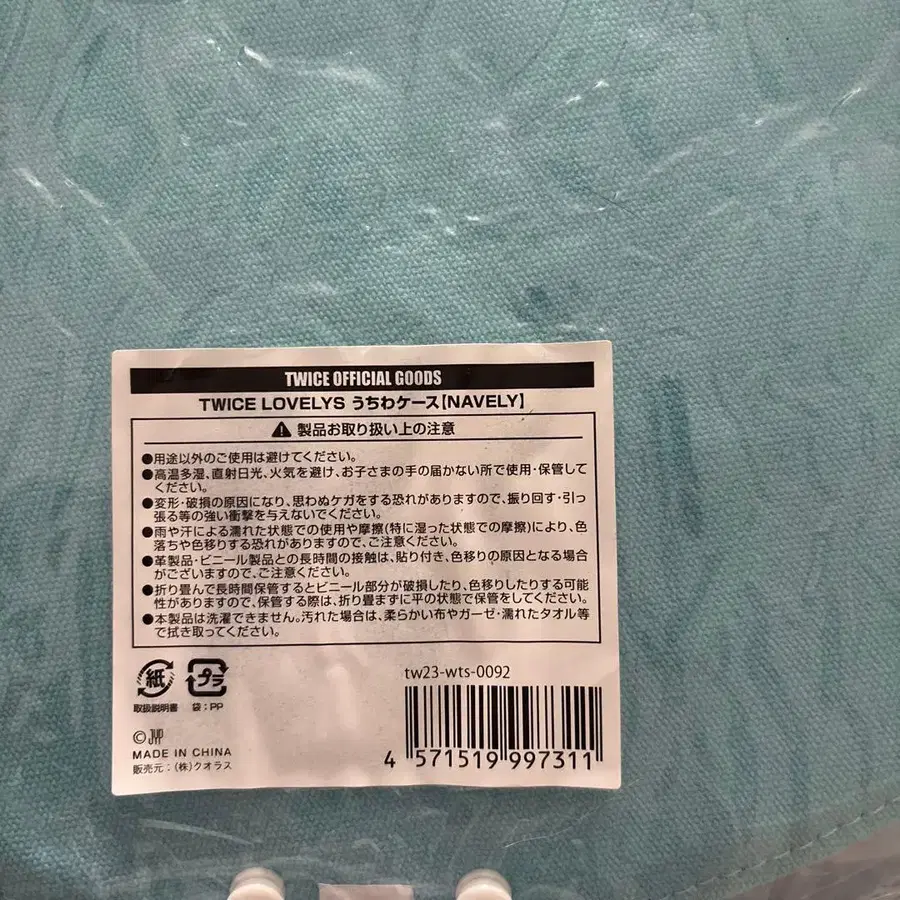 TWICE OFFICIAL GOODS
TWICE LOVELYS うちわケース【NAVELY】
製品お取り扱い上の注意
●用途以外のご使用は避けてください。
●高温多湿、直射日光、火気を避け、お子さまの手の届かない所で使用・保管して
ください。
●変形・破損の原因になり、思わぬケガをする恐れがありますので、振り回す・引っ
張る等の強い衝撃を与えないでください。
●雨や汗による濡れた状態での使用や摩擦(特に湿った状態での摩擦)により、色
落ちや色移りする恐れがありますので、ご注意ください。
●革製品・ビニール製品との長時間の接触は、貼り付き、色移りの原因となる場合
がございますので、ご注意ください。
●折り畳んで長時間保管するとビニール部分が破損したり、色移りしたりする可能
性がありますので、保管する際は、折り畳まずに平の状態で保管をしてください。
●本製品は洗濯できません。汚れた場合は、柔らかい布やガーゼ・濡れたタオル等
で拭き取ってください。
紙 プラ
取扱説明書 袋:PP
tw23-wts-0092
4 571519 997311
©JYP
MADE IN CHINA
販売元:(株)クオラス